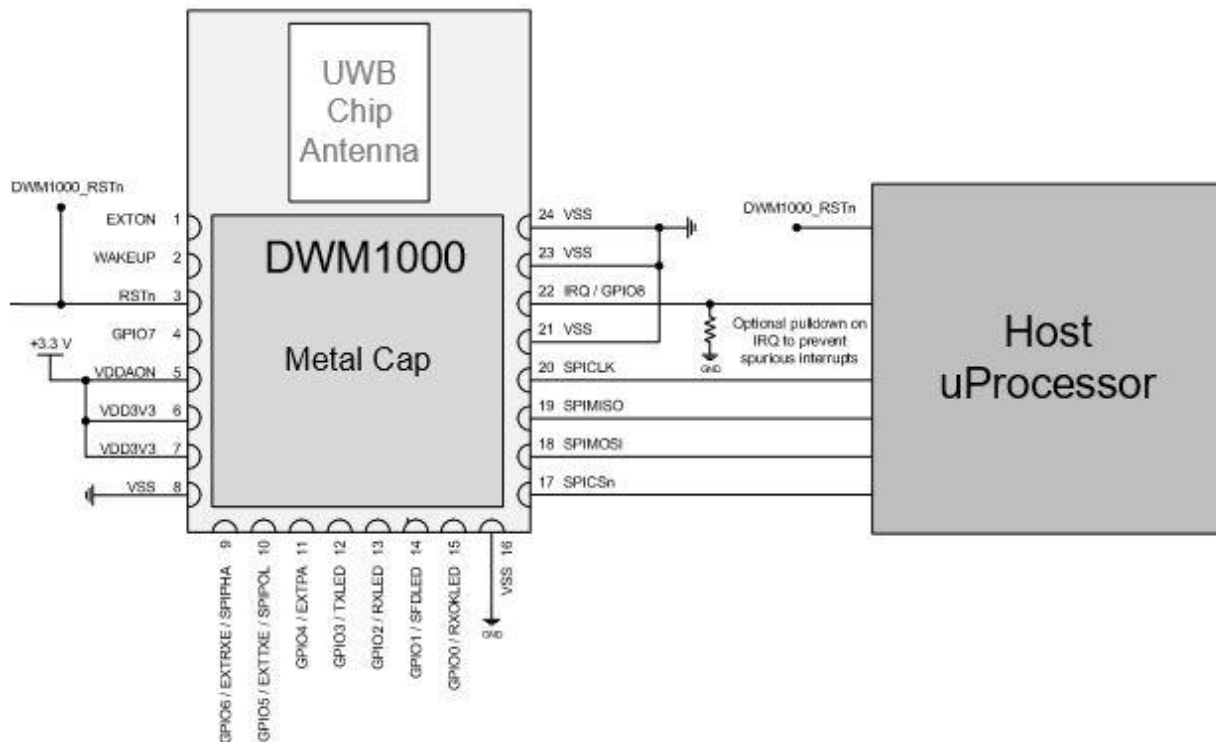 UWB
Chip
Antenna
DWM1000_RSTn
EXTON 1
WAKEUP 2
RSTn 3
GPIO7 4
+3.3 V
VDDAON 5
VDD3V3 6
VDD3V3 7
VSS 8
DWM1000
Metal Cap
24 VSS
23 VSS
22 IRQ / GPIO8
21 VSS
20 SPICLK
19 SPIMISO
18 SPIMOSI
17 SPICSn
DWM1000_RSTn
Optional pulldown on
IRQ to prevent
spurious interrupts
GND
Host
uProcessor
GPIO6 / EXTRXE / SPIPHA 9
GPIO5 / EXTTXE / SPIPOL 10
GPIO4 / EXTPA 11
GPIO3 / TXLED 12
GPIO2 / RXLED 13
GPIO1 / SFDLED 14
GPIO0 / RXOKLED 15
VSS 16
GND